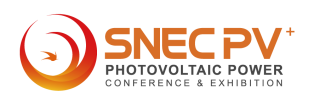 SNEC PV+
PHOTOVOLTAIC POWER
CONFERENCE & EXHIBITION